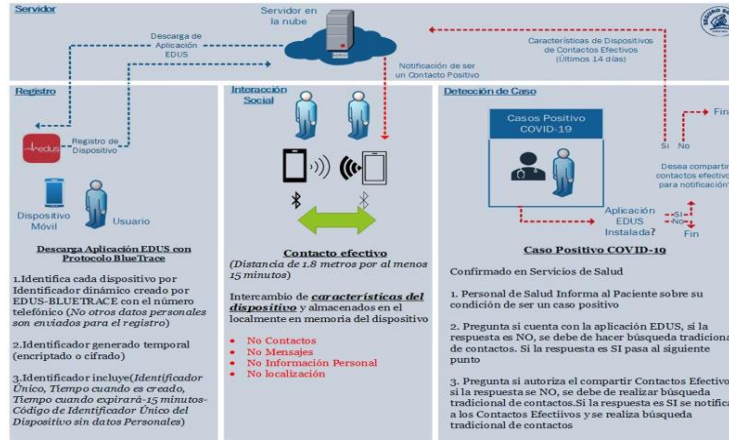 Servidor
Servidor en
la nube
Descarga de
Aplicación
EDUS
Notificación de ser
un Contacto Positivo
Características de Dispositivos
de Contactos Efectivos
(Últimos 14 días)
Registro
edus
Registro de
Dispositivo
Dispositivo
Móvil
Usuario
Descarga Aplicación EDUS con
Protocolo BlueTrace
1.Identifica cada dispositivo por
Identificador dinámico creado por
EDUS-BLUETRACE con el número
telefónico (No otros datos personales
son enviados para el registro)
2.Identificador generado temporal
(encriptado o cifrado)
3.Identificador incluye(Identificador
Único, Tiempo cuando es creado,
Tiempo cuando expirará-15 minutos-
Código de Identificador Único del
Dispositivo sin datos Personales)
Interacción
Social
Contacto efectivo
(Distancia de 1.8 metros por al menos
15 minutos)
Intercambio de características del
dispositivo y almacenados en el
localmente en memoria del dispositivo
• No Contactos
• No Mensajes
• No Información Personal
• No localización
Detección de Caso
Casos Positivo
COVID-19
Fin
Si No
Desea compartir
contactos efectivo
para notificación?
Aplicación
EDUS
Instalada?
SI
NO
Fin
Caso Positivo COVID-19
Confirmado en Servicios de Salud
1. Personal de Salud Informa al Paciente sobre su
condición de ser un caso positivo
2. Pregunta si cuenta con la aplicación EDUS, si la
respuesta es NO, se debe de hacer búsqueda tradiciona
de contactos. Si la respuesta es SI pasa al siguiente
punto
3. Pregunta si autoriza el compartir Contactos Efectivo
si la respuesta se NO, se debe de realizar búsqueda
tradicional de contactos.Si la respuesta es SI se notifica
a los Contactos Efectiivos y se realiza búsqueda
tradicional de contactos